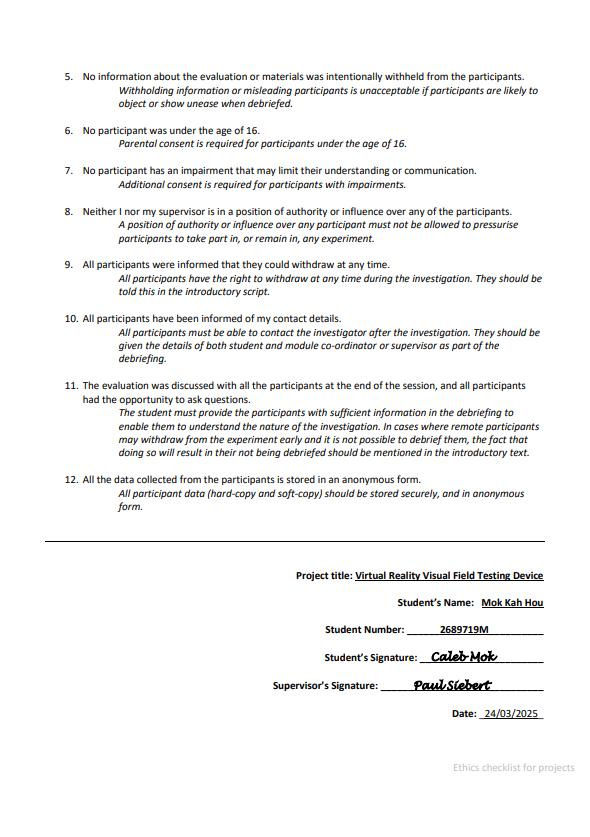 5. No information about the evaluation or materials was intentionally withheld from the participants.
Withholding information or misleading participants is unacceptable if participants are likely to
object or show unease when debriefed.
6. No participant was under the age of 16.
Parental consent is required for participants under the age of 16.
7. No participant has an impairment that may limit their understanding or communication.
Additional consent is required for participants with impairments.
8. Neither I nor my supervisor is in a position of authority or influence over any of the participants.
A position of authority or influence over any participant must not be allowed to pressurise
participants to take part in, or remain in, any experiment.
9. All participants were informed that they could withdraw at any time.
All participants have the right to withdraw at any time during the investigation. They should be
told this in the introductory script.
10. All participants have been informed of my contact details.
All participants must be able to contact the investigator after the investigation. They should be
given the details of both student and module co-ordinator or supervisor as part of the
debriefing.
11. The evaluation was discussed with all the participants at the end of the session, and all participants
had the opportunity to ask questions.
The student must provide the participants with sufficient information in the debriefing to
enable them to understand the nature of the investigation. In cases where remote participants
may withdraw from the experiment early and it is not possible to debrief them, the fact that
doing so will result in their not being debriefed should be mentioned in the introductory text.
12. All the data collected from the participants is stored in an anonymous form.
All participant data (hard-copy and soft-copy) should be stored securely, and in anonymous
form.
Project title: Virtual Reality Visual Field Testing Device
Student's Name: Mok Kah Hou
Student Number: 2689719M
Student's Signature: Caleb Mok
Supervisor's Signature: Paul Siebert
Date: 24/03/2025
Ethics checklist for projects